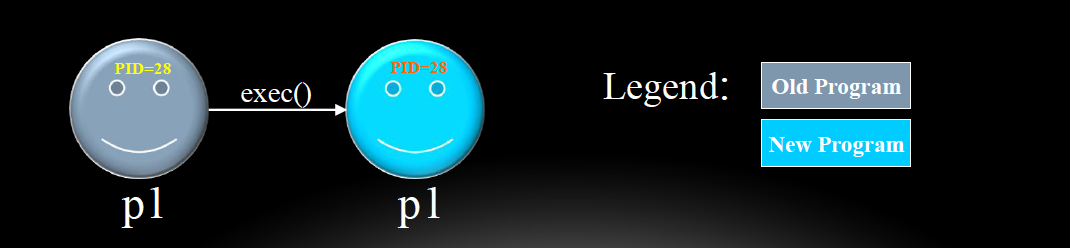 PID=28
PID=28
exec()
p1
p1
Legend:
Old Program
New Program